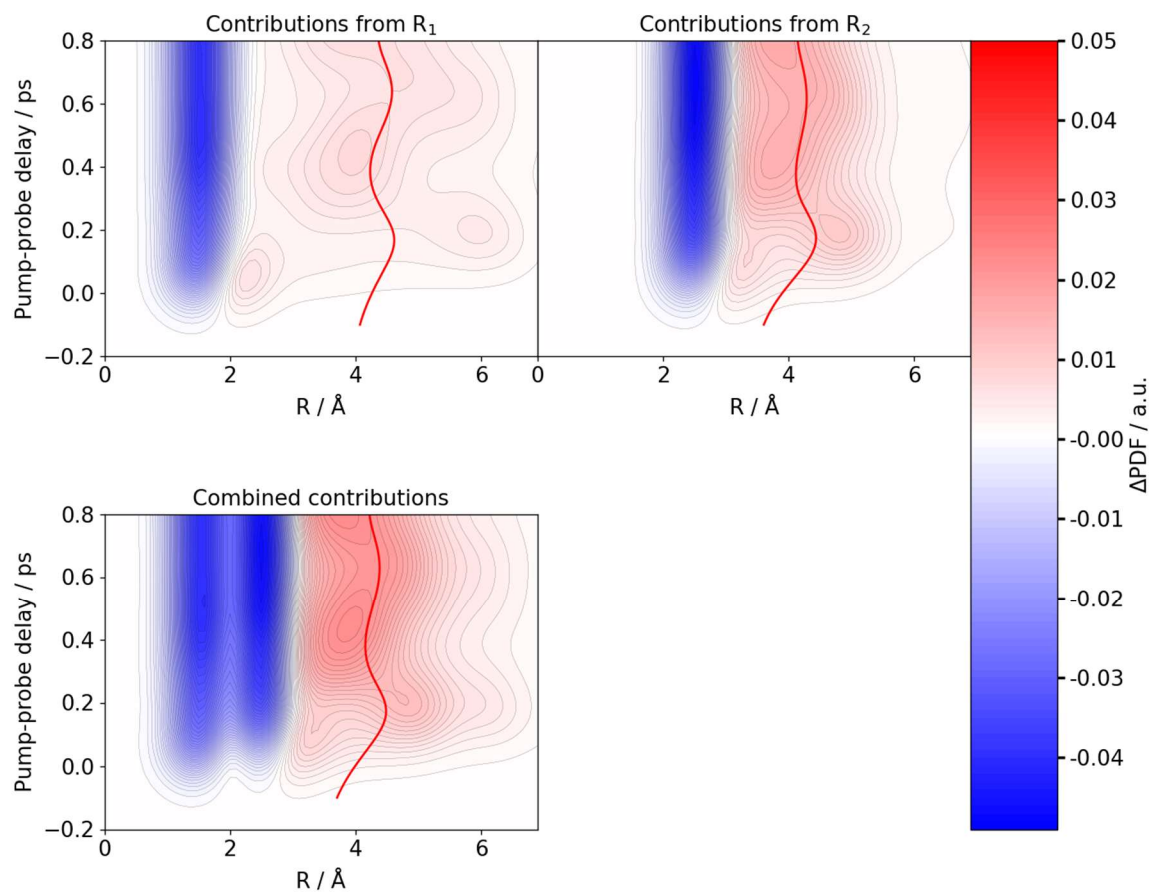 Contributions from R1
Contributions from R2
Pump-probe delay / ps
0.8
0.6
0.4
0.2
0.0
−0.2
0 2 4 6
R / Å
0 2 4 6
R / Å
0.05
0.04
0.03
0.02
0.01
-0.00
-0.01
-0.02
-0.03
-0.04
ΔPDF / a.u.
Combined contributions
Pump-probe delay / ps
0.8
0.6
0.4
0.2
0.0
−0.2
0 2 4 6
R / Å